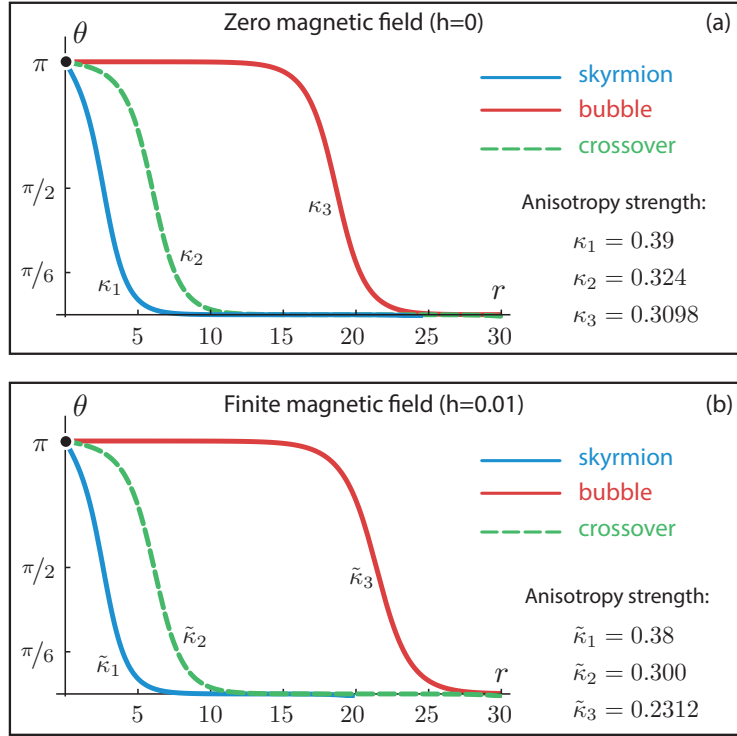 Zero magnetic field (h=0)
(a)
θ
π
π/2
π/6
κ₁
κ₂
κ₃
r
5
10
15
20
25
30
skyrmion
bubble
crossover
Anisotropy strength:
κ₁ = 0.39
κ₂ = 0.324
κ₃ = 0.3098
Finite magnetic field (h=0.01)
(b)
θ
π
π/2
π/6
κ̃₁
κ̃₂
κ̃₃
r
5
10
15
20
25
30
skyrmion
bubble
crossover
Anisotropy strength:
κ̃₁ = 0.38
κ̃₂ = 0.300
κ̃₃ = 0.2312